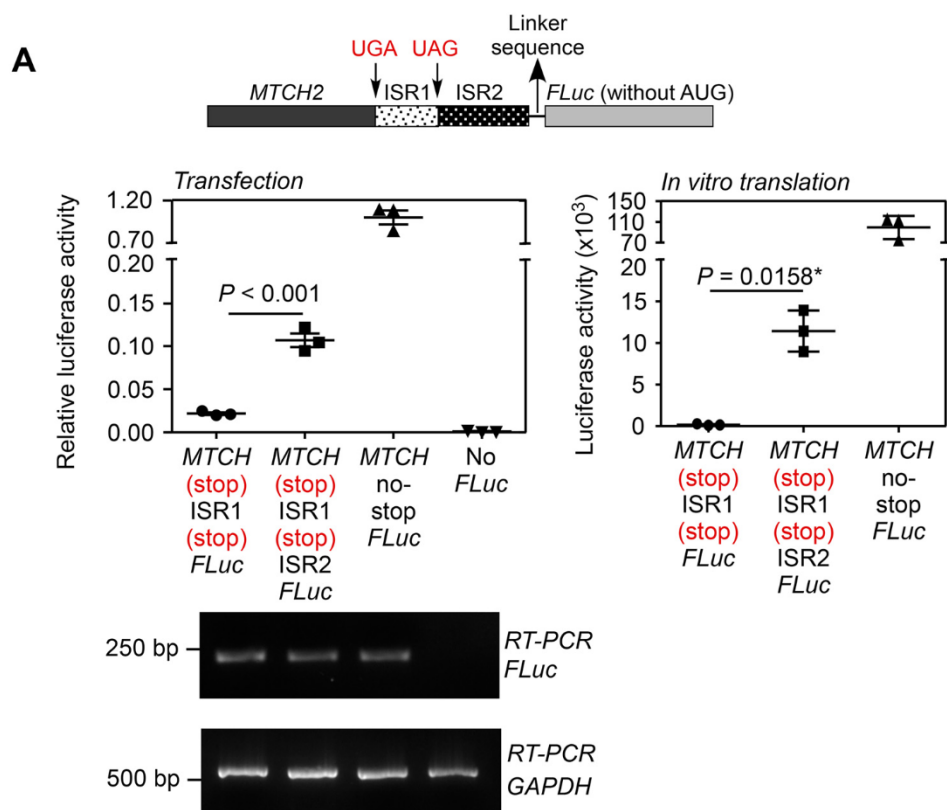 A
Linker
sequence
UGA UAG
MTCH2 ISR1 ISR2 FLuc (without AUG)
Transfection
Relative luciferase activity
1.20
0.70
0.20
0.15
0.10
0.05
0.00
P < 0.001
MTCH
(stop)
ISR1
(stop)
FLuc
MTCH
(stop)
ISR1
(stop)
ISR2
FLuc
MTCH
no-
stop
FLuc
No
FLuc
In vitro translation
Luciferase activity (x10³)
150
110
70
20
15
10
5
0
P = 0.0158*
MTCH
(stop)
ISR1
(stop)
FLuc
MTCH
(stop)
ISR1
(stop)
ISR2
FLuc
MTCH
no-
stop
FLuc
250 bp
RT-PCR
FLuc
500 bp
RT-PCR
GAPDH